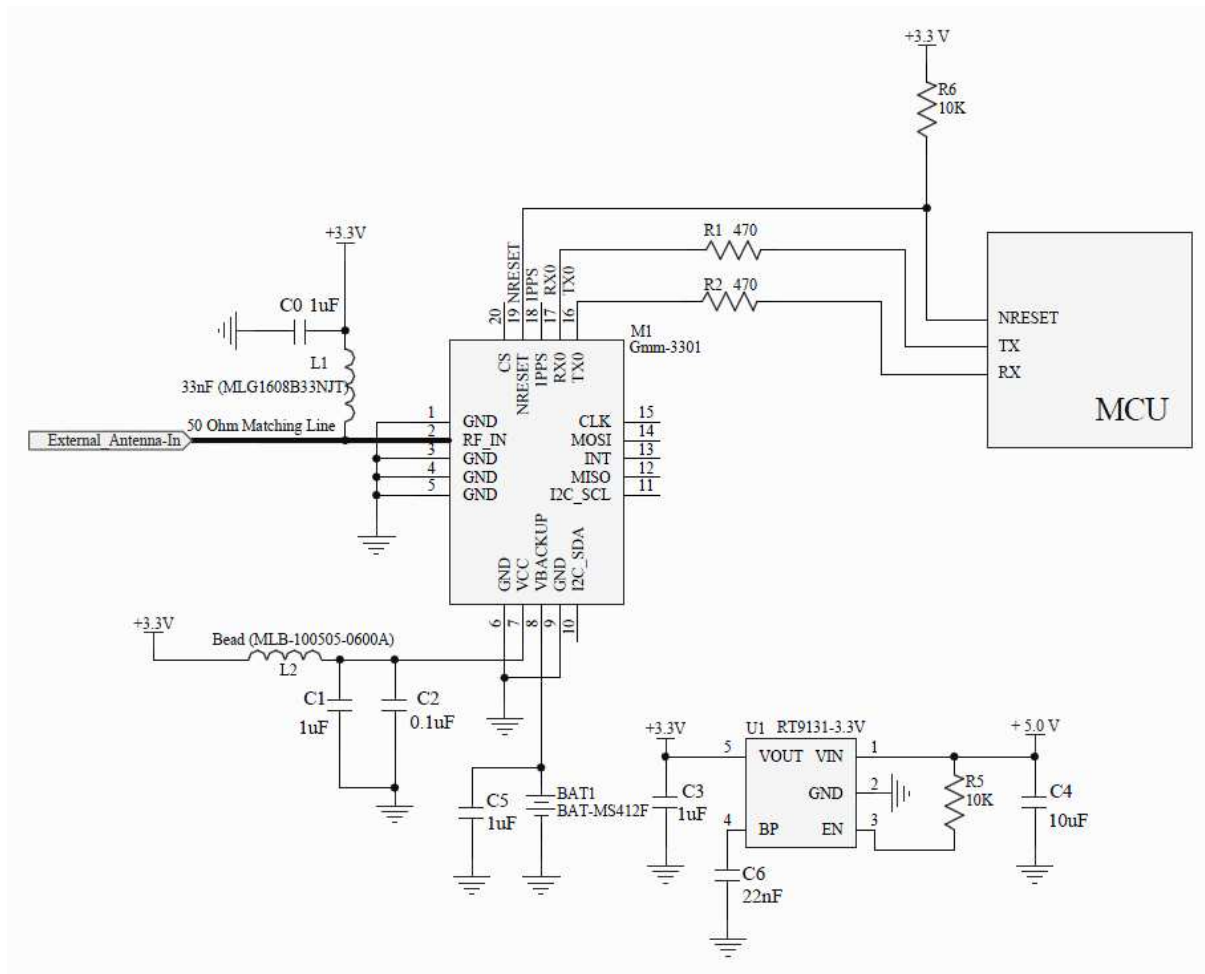 +3.3 V
R6
10K
R1 470
R2 470
+3.3V
C0 1uF
L1
33nF (MLG1608B33NJT)
50 Ohm Matching Line
External_Antenna-In
20
19
18
17
16
NRESET
1PPS
RX0
TX0
M1
Gmm-3301
CS
NRESET
1PPS
RX0
TX0
1 GND
2 RF_IN
3 GND
4 GND
5 GND
CLK 15
MOSI 14
INT 13
MISO 12
I2C_SCL 11
GND
VCC
VBACKUP
GND
I2C_SDA
6
7
8
9
10
NRESET
TX
RX
MCU
+3.3V
Bead (MLB-100505-0600A)
L2
C1
1uF
C2
0.1uF
C5
1uF
BAT1
BAT-MS412F
+3.3V
U1 RT9131-3.3V
+ 5.0 V
5 VOUT VIN 1
GND 2
4 BP EN 3
C3
1uF
R5
10K
C4
10uF
C6
22nF